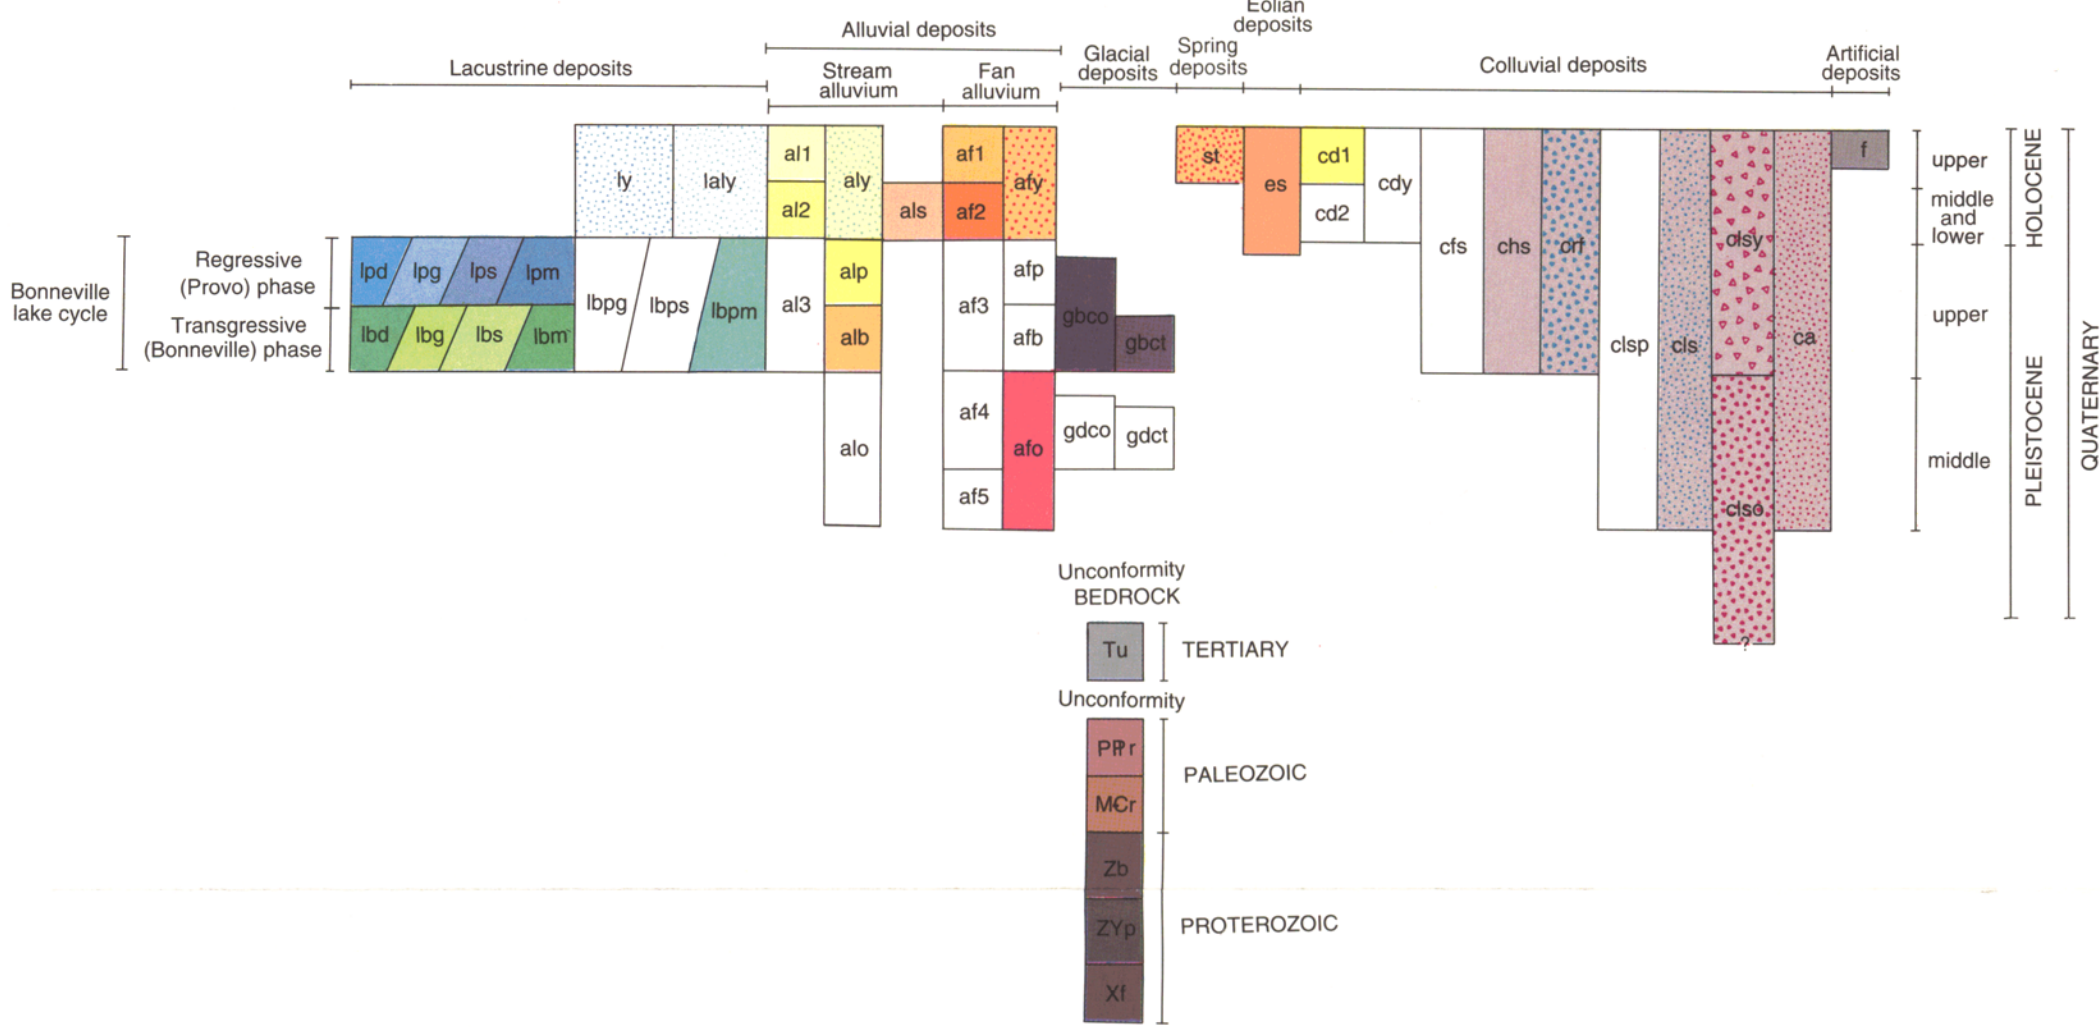 Eolian
deposits
Alluvial deposits
Lacustrine deposits
Stream
alluvium
Fan
alluvium
Glacial
deposits
Spring
deposits
Colluvial deposits
Artificial
deposits
ly
laly
al1
aly
al2
als
af1
afy
af2
st
es
cd1
cdy
cd2
cfs
chs
crf
clsp
cls
clsy
clso
?
ca
f
upper
middle
and
lower
HOLOCENE
upper
middle
PLEISTOCENE
QUATERNARY
Bonneville
lake cycle
Regressive
(Provo) phase
Transgressive
(Bonneville) phase
lpd
lpg
lps
lpm
lbd
lbg
lbs
lbm
lbpg
lbps
lbpm
al3
alp
alb
alo
af3
afp
afb
af4
afo
af5
gbco
gbct
gdco
gdct
Unconformity
BEDROCK
Tu
TERTIARY
Unconformity
PPr
MCr
PALEOZOIC
Zb
ZYp
Xf
PROTEROZOIC